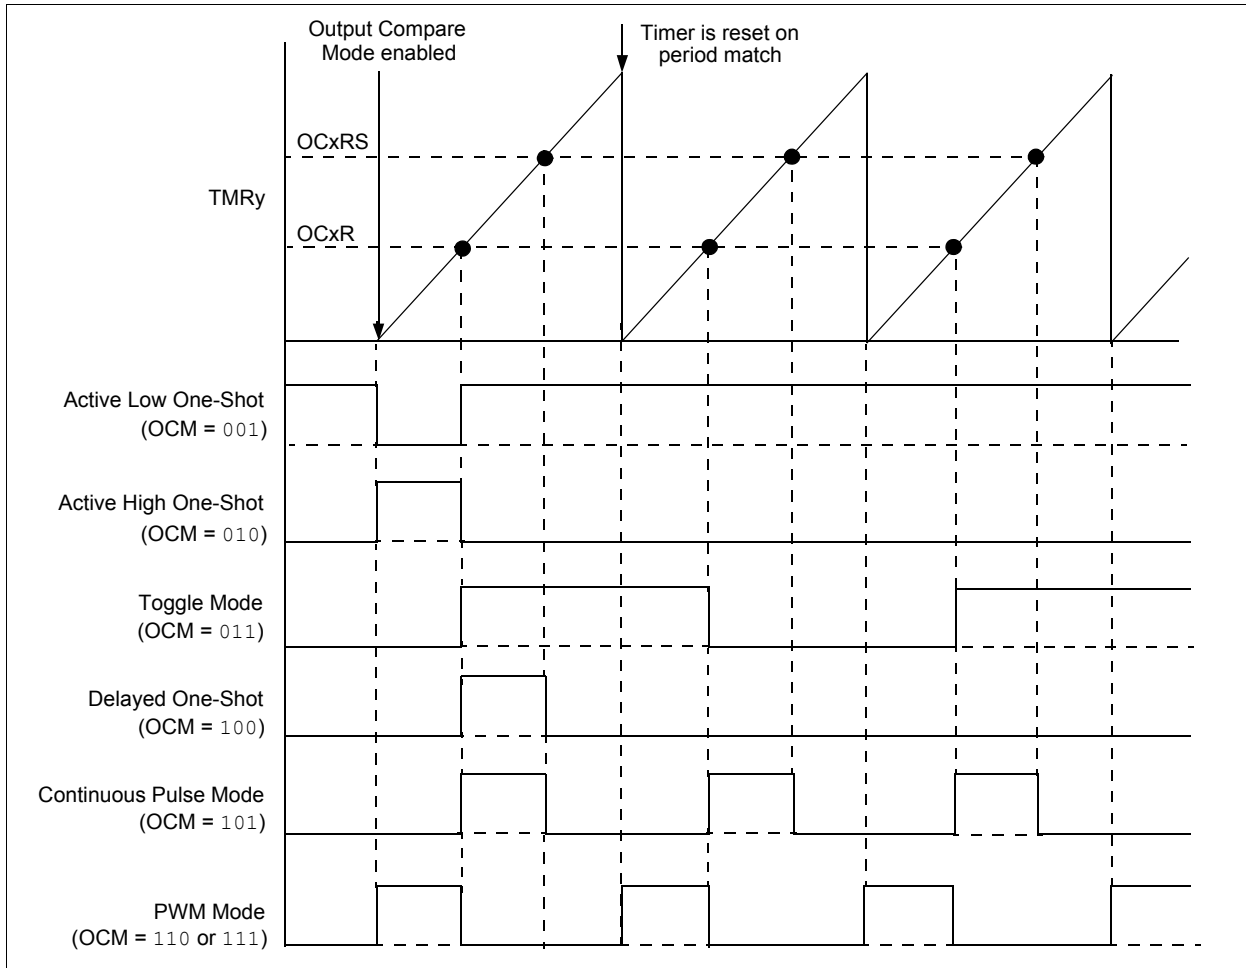 Output Compare
Mode enabled
Timer is reset on
period match
OCxRS
TMRy
OCxR
Active Low One-Shot
(OCM = 001)
Active High One-Shot
(OCM = 010)
Toggle Mode
(OCM = 011)
Delayed One-Shot
(OCM = 100)
Continuous Pulse Mode
(OCM = 101)
PWM Mode
(OCM = 110 or 111)